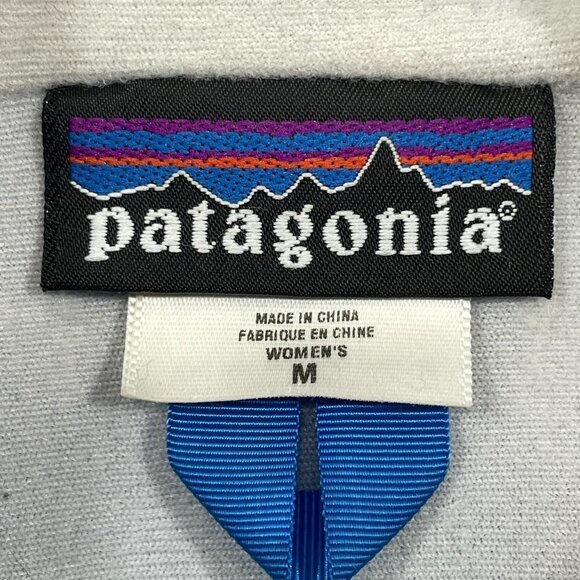 patagonia®
MADE IN CHINA
FABRIQUE EN CHINE
WOMEN'S
M